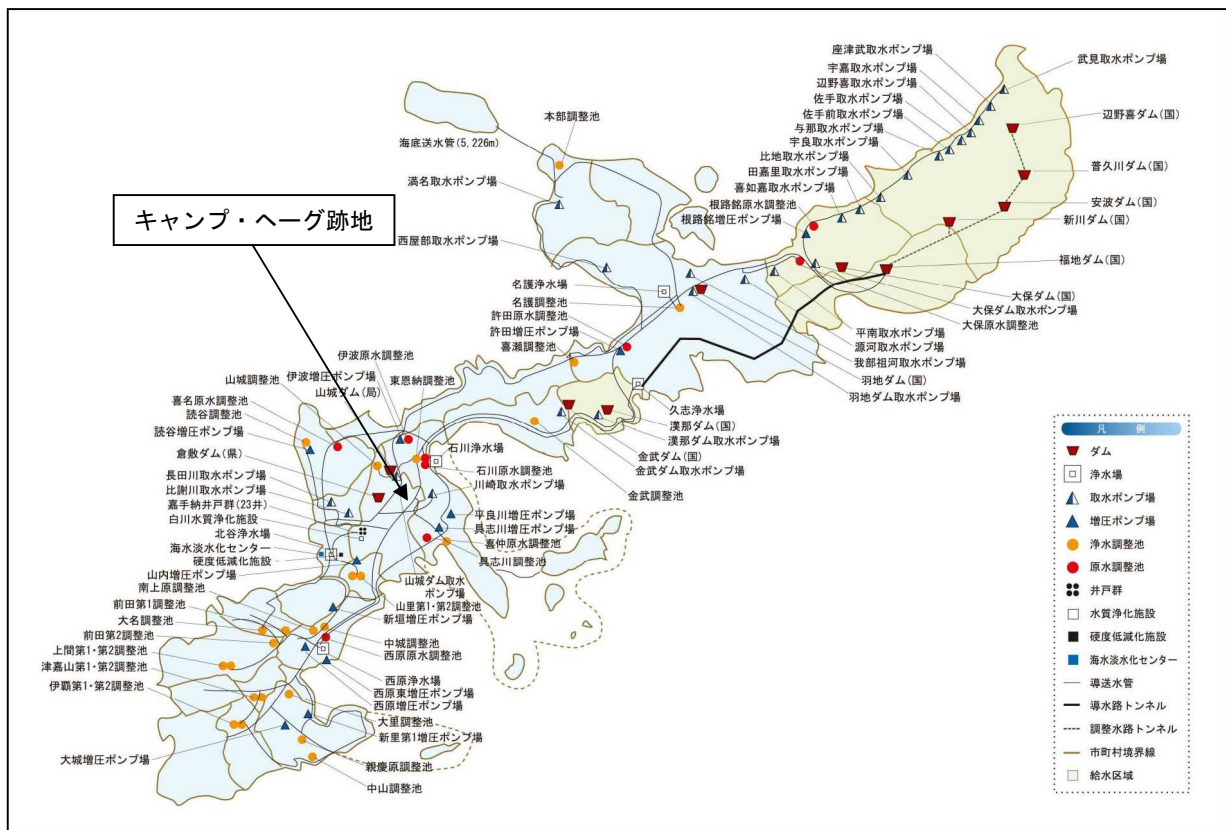 座津武取水ポンプ場
宇嘉取水ポンプ場
辺野喜取水ポンプ場
佐手取水ポンプ場
佐手前取水ポンプ場
与那取水ポンプ場
宇良取水ポンプ場
比地取水ポンプ場
田嘉里取水ポンプ場
喜如嘉取水ポンプ場
根路銘原水調整池
根路銘増圧ポンプ場
武見取水ポンプ場
辺野喜ダム(国)
普久川ダム(国)
安波ダム(国)
新川ダム(国)
福地ダム(国)
大保ダム(国)
大保ダム取水ポンプ場
大保原水調整池
平南取水ポンプ場
源河取水ポンプ場
我部祖河取水ポンプ場
羽地ダム(国)
羽地ダム取水ポンプ場
本部調整池
海底送水管(5,226m)
満名取水ポンプ場
キャンプ・ヘーグ跡地
西屋部取水ポンプ場
名護浄水場
名護調整池
許田原水調整池
許田増圧ポンプ場
喜瀬調整池
久志浄水場
漢那ダム(国)
漢那ダム取水ポンプ場
金武ダム(国)
金武ダム取水ポンプ場
金武調整池
伊波原水調整池
伊波増圧ポンプ場
東恩納調整池
山城調整池
山城ダム(局)
喜名原水調整池
読谷調整池
読谷増圧ポンプ場
倉敷ダム(県)
長田川取水ポンプ場
比謝川取水ポンプ場
嘉手納井戸群(23井)
白川水質浄化施設
北谷浄水場
海水淡水化センター
硬度低減化施設
山内増圧ポンプ場
南上原調整池
前田第1調整池
大名調整池
前田第2調整池
上間第1・第2調整池
津嘉山第1・第2調整池
伊覇第1・第2調整池
大城増圧ポンプ場
石川浄水場
石川原水調整池
川崎取水ポンプ場
平良川増圧ポンプ場
具志川増圧ポンプ場
喜仲原水調整池
具志川調整池
山城ダム取水
ポンプ場
山里第1・第2調整池
新垣増圧ポンプ場
中城調整池
西原原水調整池
西原浄水場
西原東増圧ポンプ場
西原増圧ポンプ場
大里調整池
新里第1増圧ポンプ場
親慶原調整池
中山調整池
凡 例
ダム
浄水場
取水ポンプ場
増圧ポンプ場
浄水調整池
原水調整池
井戸群
水質浄化施設
硬度低減化施設
海水淡水化センター
導送水管
導水路トンネル
調整水路トンネル
市町村境界線
給水区域